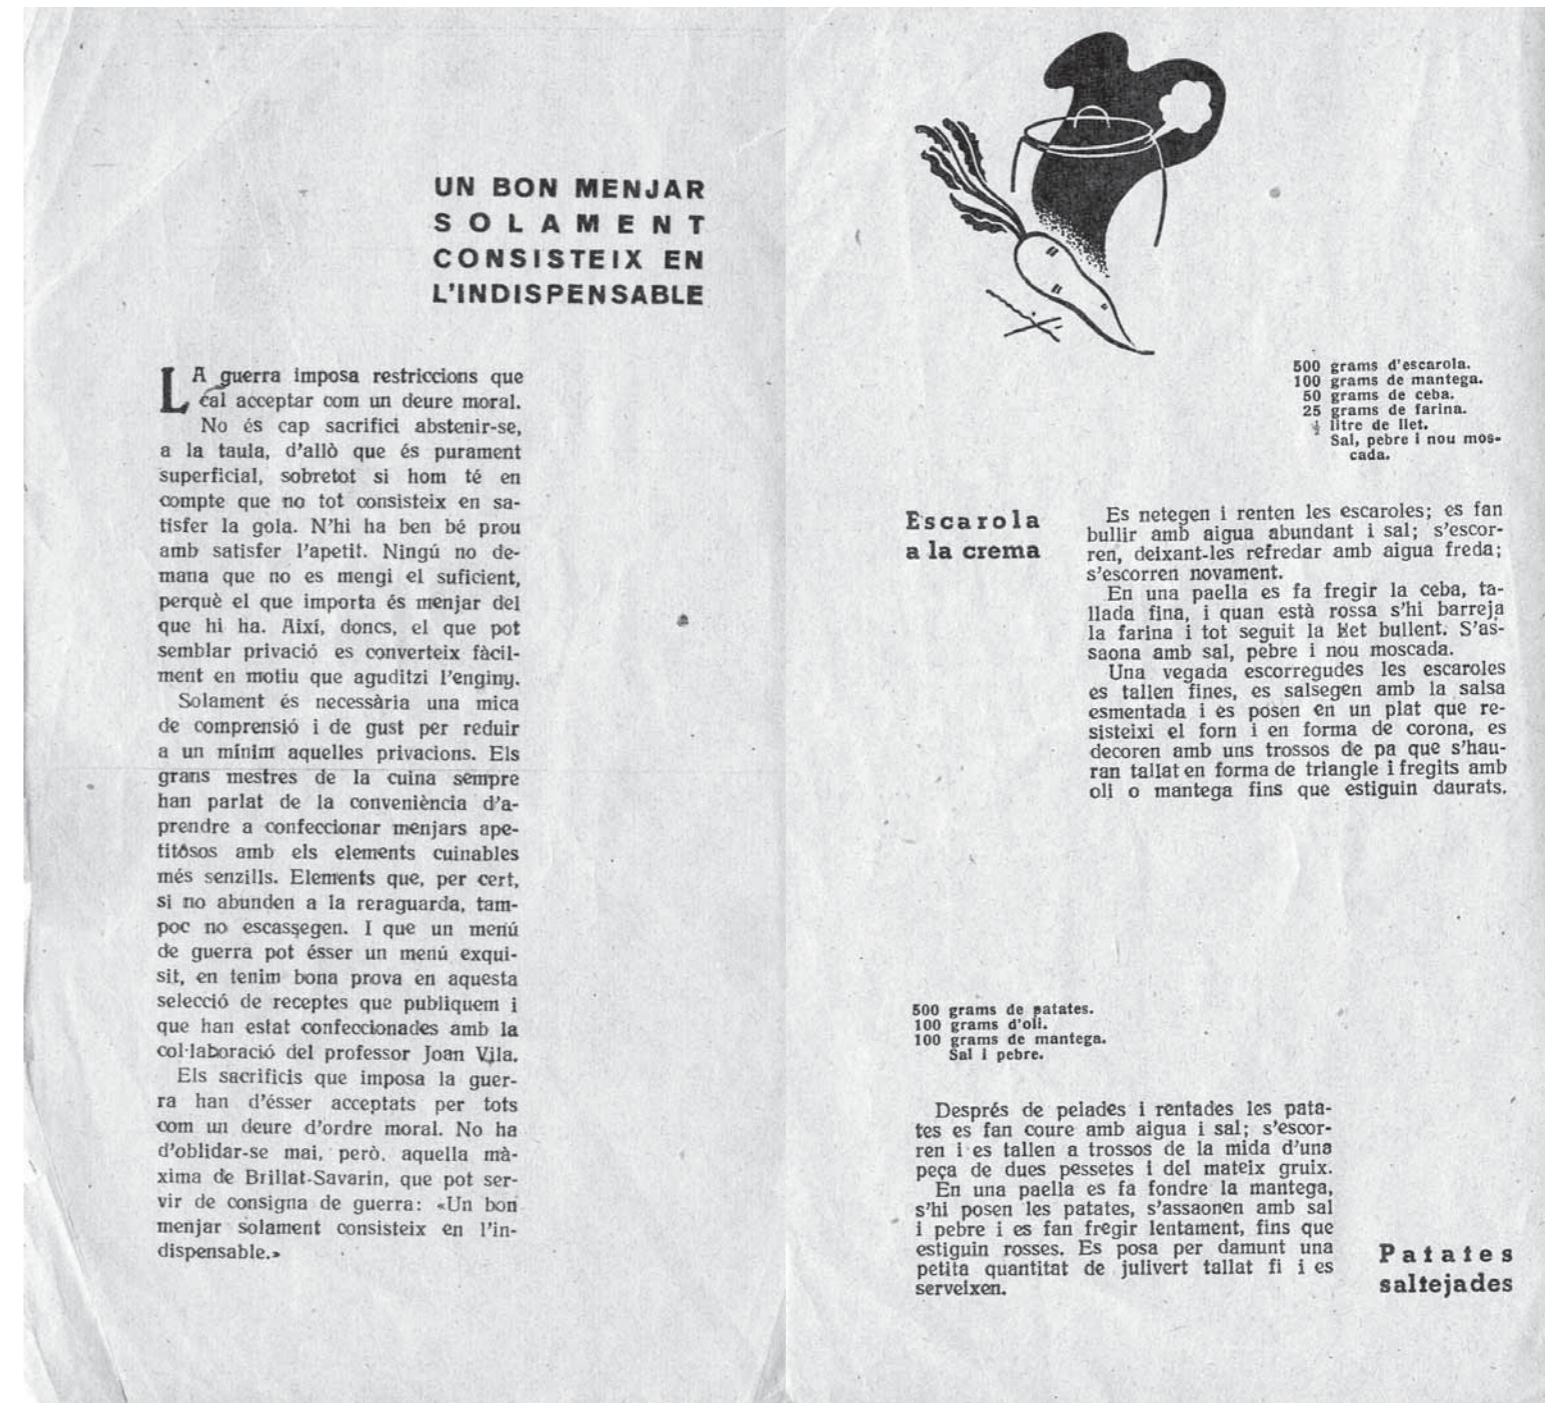 UN BON MENJAR
SOLAMENT
CONSISTEIX EN
L'INDISPENSABLE
LA guerra imposa restriccions que
cal acceptar com un deure moral.
No és cap sacrifici abstenir-se,
a la taula, d'allò que és purament
superficial, sobretot si hom té en
compte que no tot consisteix en sa-
tisfer la gola. N'hi ha ben bé prou
amb satisfer l'apetit. Ningú no de-
mana que no es mengi el suficient,
perquè el que importa és menjar del
que hi ha. Així, doncs, el que pot
semblar privació es converteix fàcil-
ment en motiu que aguditzi l'enginy.
Solament és necessària una mica
de comprensió i de gust per reduir
a un mínim aquelles privacions. Els
grans mestres de la cuina sempre
han parlat de la conveniència d'a-
prendre a confeccionar menjars ape-
titosos amb els elements cuinables
més senzills. Elements que, per cert,
si no abunden a la reraguarda, tam-
poc no escassegen. I que un menú
de guerra pot ésser un menú exqui-
sit, en tenim bona prova en aquesta
selecció de receptes que publiquem i
que han estat confeccionades amb la
col·laboració del professor Joan Vila.
Els sacrificis que imposa la guer-
ra han d'ésser acceptats per tots
com un deure d'ordre moral. No ha
d'oblidar-se mai, però, aquella mà-
xima de Brillat-Savarin, que pot ser-
vir de consigna de guerra: «Un bon
menjar solament consisteix en l'in-
dispensable.»
500 grams d'escarola.
100 grams de mantega.
50 grams de ceba.
25 grams de farina.
½ litre de llet.
Sal, pebre i nou mos-
cada.
Escarola
a la crema
Es netegen i renten les escaroles; es fan
bullir amb aigua abundant i sal; s'escor-
ren, deixant-les refredar amb aigua freda;
s'escorren novament.
En una paella es fa fregir la ceba, ta-
llada fina, i quan està rossa s'hi barreja
la farina i tot seguit la llet bullent. S'as-
saona amb sal, pebre i nou moscada.
Una vegada escorregudes les escaroles
es tallen fines, es salsegen amb la salsa
esmentada i es posen en un plat que re-
sisteixi el forn i en forma de corona, es
decoren amb uns trossos de pa que s'hau-
ran tallat en forma de triangle i fregits amb
oli o mantega fins que estiguin daurats.
500 grams de patates.
100 grams d'oli.
100 grams de mantega.
Sal i pebre.
Després de pelades i rentades les pata-
tes es fan coure amb aigua i sal; s'escor-
ren i es tallen a trossos de la mida d'una
peça de dues pessetes i del mateix gruix.
En una paella es fa fondre la mantega,
s'hi posen les patates, s'assaonen amb sal
i pebre i es fan fregir lentament, fins que
estiguin rosses. Es posa per damunt una
petita quantitat de julivert tallat fi i es
serveixen.
Patates
saltejades